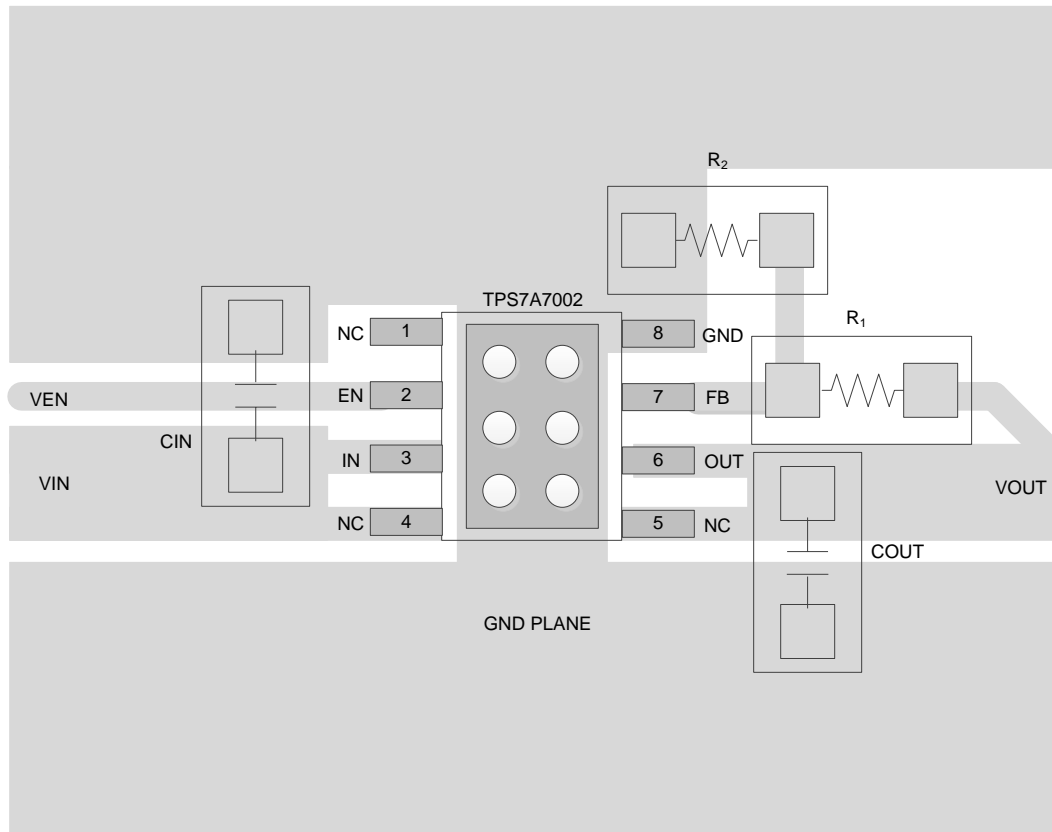 R2
TPS7A7002
NC 1
8 GND
R1
VEN
EN 2
7 FB
CIN
IN 3
6 OUT
VIN
VOUT
NC 4
5 NC
COUT
GND PLANE